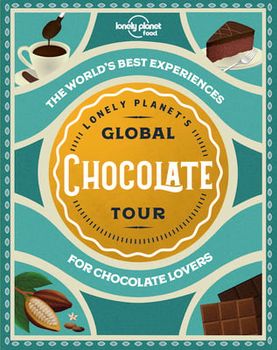 lonely planet
food
THE WORLD'S BEST EXPERIENCES
LONELY PLANET'S
GLOBAL
CHOCOLATE
TOUR
FOR CHOCOLATE LOVERS